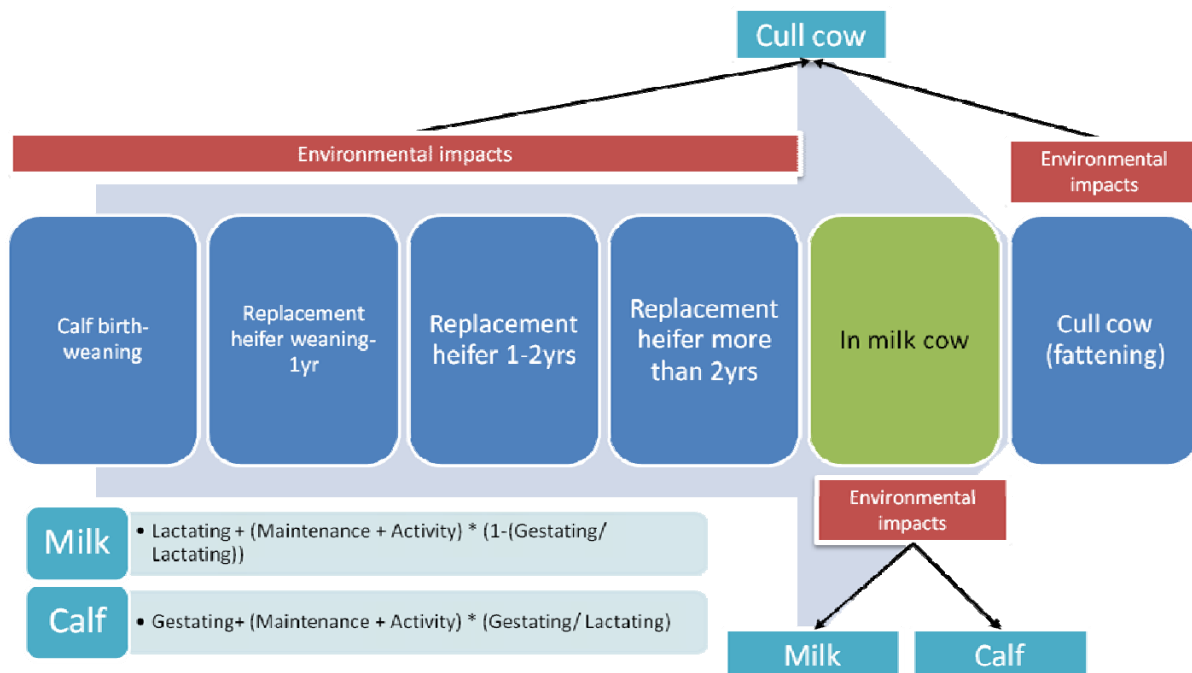 Cull cow
Environmental impacts
Environmental
impacts
Calf birth-
weaning
Replacement
heifer weaning-
1yr
Replacement
heifer 1-2yrs
Replacement
heifer more
than 2yrs
In milk cow
Cull cow
(fattening)
Environmental
impacts
Milk
• Lactating + (Maintenance + Activity) * (1-(Gestating/
Lactating))
Calf
• Gestating+ (Maintenance + Activity) * (Gestating/ Lactating)
Milk
Calf